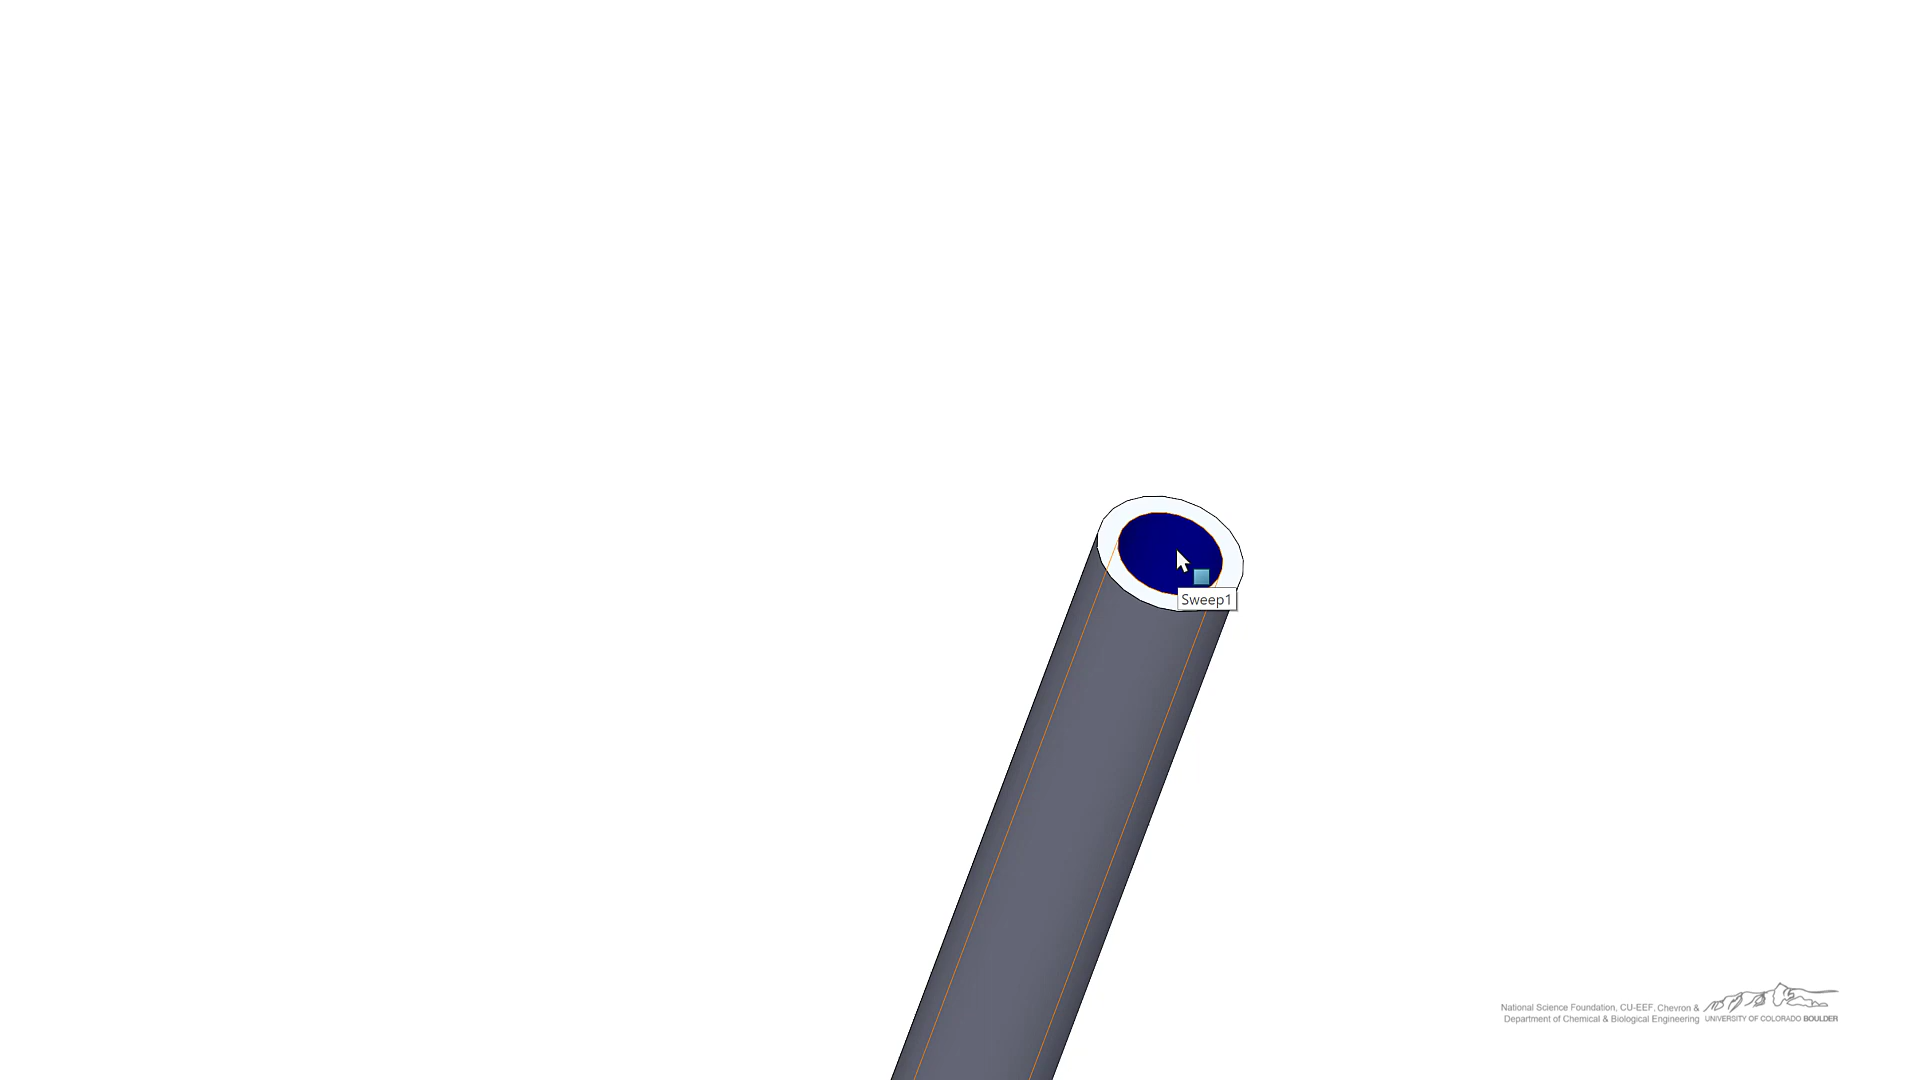 Sweep1
National Science Foundation, CU-EEF, Chevron &
Department of Chemical & Biological Engineering UNIVERSITY OF COLORADO BOULDER